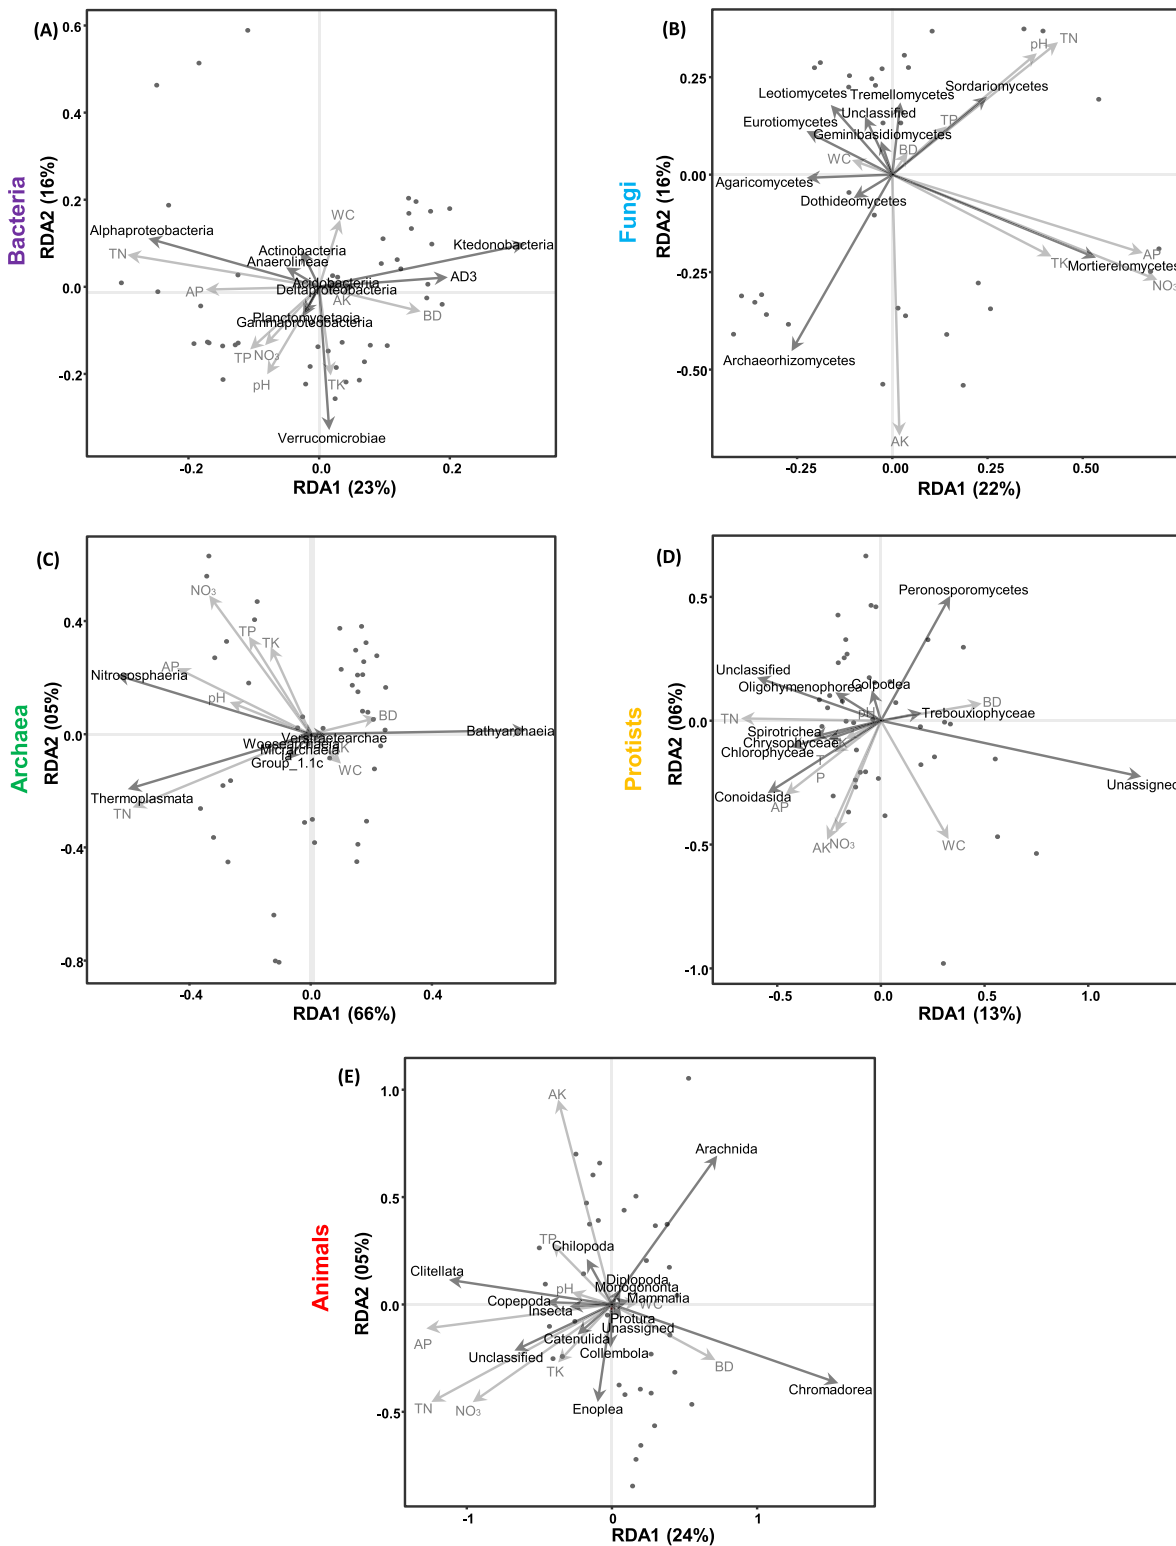 (A)
0.6
0.4
0.2
0.0
-0.2
Bacteria
RDA2 (16%)
WC
Alphaproteobacteria
TN
Actinobacteria
Anaerolineae
Ktedonobacteria
AD3
Acidobacteriia
AP
Deltaproteobacteria
AK
BD
Planctomycetacia
Gammaproteobacteria
TP
NO3
pH
TK
Verrucomicrobiae
-0.2
0.0
0.2
RDA1 (23%)
(B)
0.25
0.00
-0.25
-0.50
Fungi
RDA2 (16%)
TN
pH
Sordariomycetes
Leotiomycetes
Tremellomycetes
Unclassified
TP
Eurotiomycetes
Geminibasidiomycetes
BD
WC
Agaricomycetes
Dothideomycetes
AP
TK
Mortierelomycetes
NO3
Archaeorhizomycetes
AK
-0.25
0.00
0.25
0.50
RDA1 (22%)
(C)
0.4
0.0
-0.4
-0.8
Archaea
RDA2 (05%)
NO3
TP
TK
AP
Nitrososphaeria
pH
BD
Bathyarchaeia
Verstraetearchae
Woesearchaeia
K
Micrarchaeia
ia
Group_1.1c
WC
Thermoplasmata
TN
-0.4
0.0
0.4
RDA1 (66%)
(D)
0.5
0.0
-0.5
-1.0
Protists
RDA2 (06%)
Peronosporomycetes
Unclassified
Oligohymenophorea
Colpodea
BD
pH
Trebouxiophyceae
TN
Spirotrichea
Chrysophyceae
K
Chlorophyceae
T
P
Unassigned
Conoidasida
AP
AK
NO3
WC
-0.5
0.0
0.5
1.0
RDA1 (13%)
(E)
1.0
0.5
0.0
-0.5
Animals
RDA2 (05%)
AK
Arachnida
TP
Chilopoda
Clitellata
Diplopoda
pH
Monogononta
Mammalia
Copepoda
WC
Insecta
Protura
Unassigned
AP
Catenulida
Unclassified
Collembola
TK
BD
Chromadorea
TN
NO3
Enoplea
-1
0
1
RDA1 (24%)